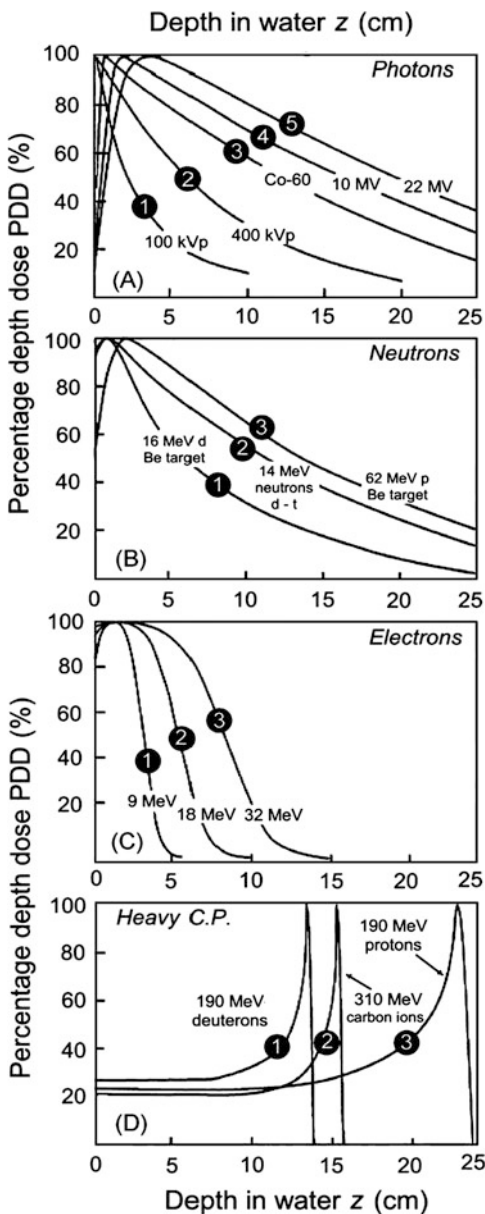 Depth in water z (cm)
0 5 10 15 20 25
Percentage depth dose PDD (%)
100
80
60
40
20
Photons
1
2
3
4
5
100 kVp
400 kVp
Co-60
10 MV
22 MV
(A)
0 5 10 15 20 25
100
80
60
40
20
Neutrons
16 MeV d
Be target
1
2
3
14 MeV
neutrons
d - t
62 MeV p
Be target
(B)
0 5 10 15 20 25
Percentage depth dose PDD (%)
100
80
60
40
20
Electrons
1
2
3
9 MeV
18 MeV
32 MeV
(C)
0 5 10 15 20 25
100
80
60
40
20
Heavy C.P.
190 MeV
deuterons
190 MeV
protons
310 MeV
carbon ions
1
2
3
(D)
0 5 10 15 20 25
Depth in water z (cm)